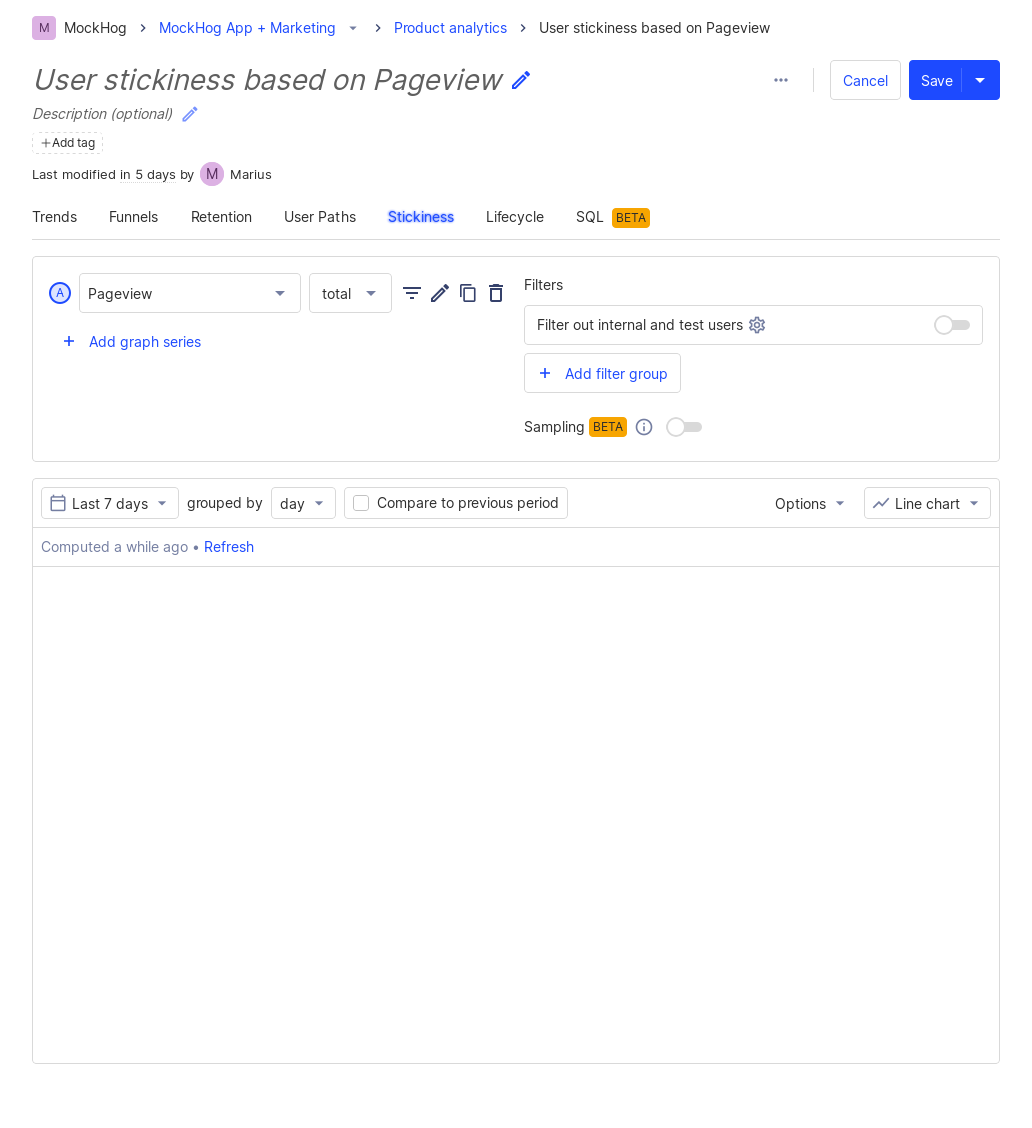 M MockHog MockHog App + Marketing Product analytics User stickiness based on Pageview
User stickiness based on Pageview
Cancel Save
Description (optional)
Add tag
Last modified in 5 days by M Marius
Trends Funnels Retention User Paths Stickiness Lifecycle SQL BETA
A Pageview total
Add graph series
Filters
Filter out internal and test users
Add filter group
Sampling BETA
Last 7 days grouped by day Compare to previous period Options Line chart
Computed a while ago • Refresh